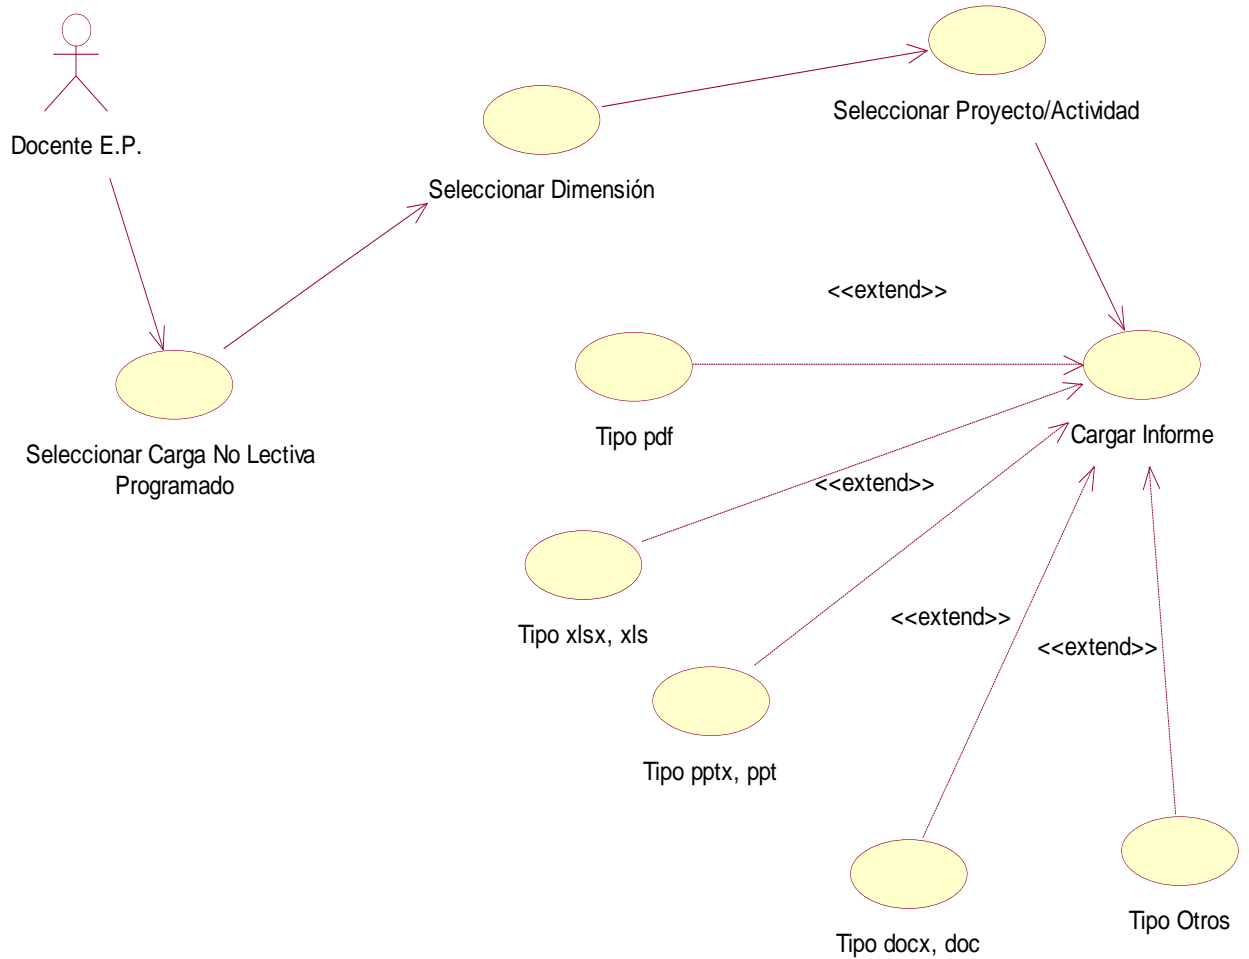 Docente E.P.
Seleccionar Proyecto/Actividad
Seleccionar Dimensión
<<extend>>
Tipo pdf
Cargar Informe
Seleccionar Carga No Lectiva
Programado
<<extend>>
Tipo xlsx, xls
<<extend>>
<<extend>>
Tipo pptx, ppt
Tipo Otros
Tipo docx, doc